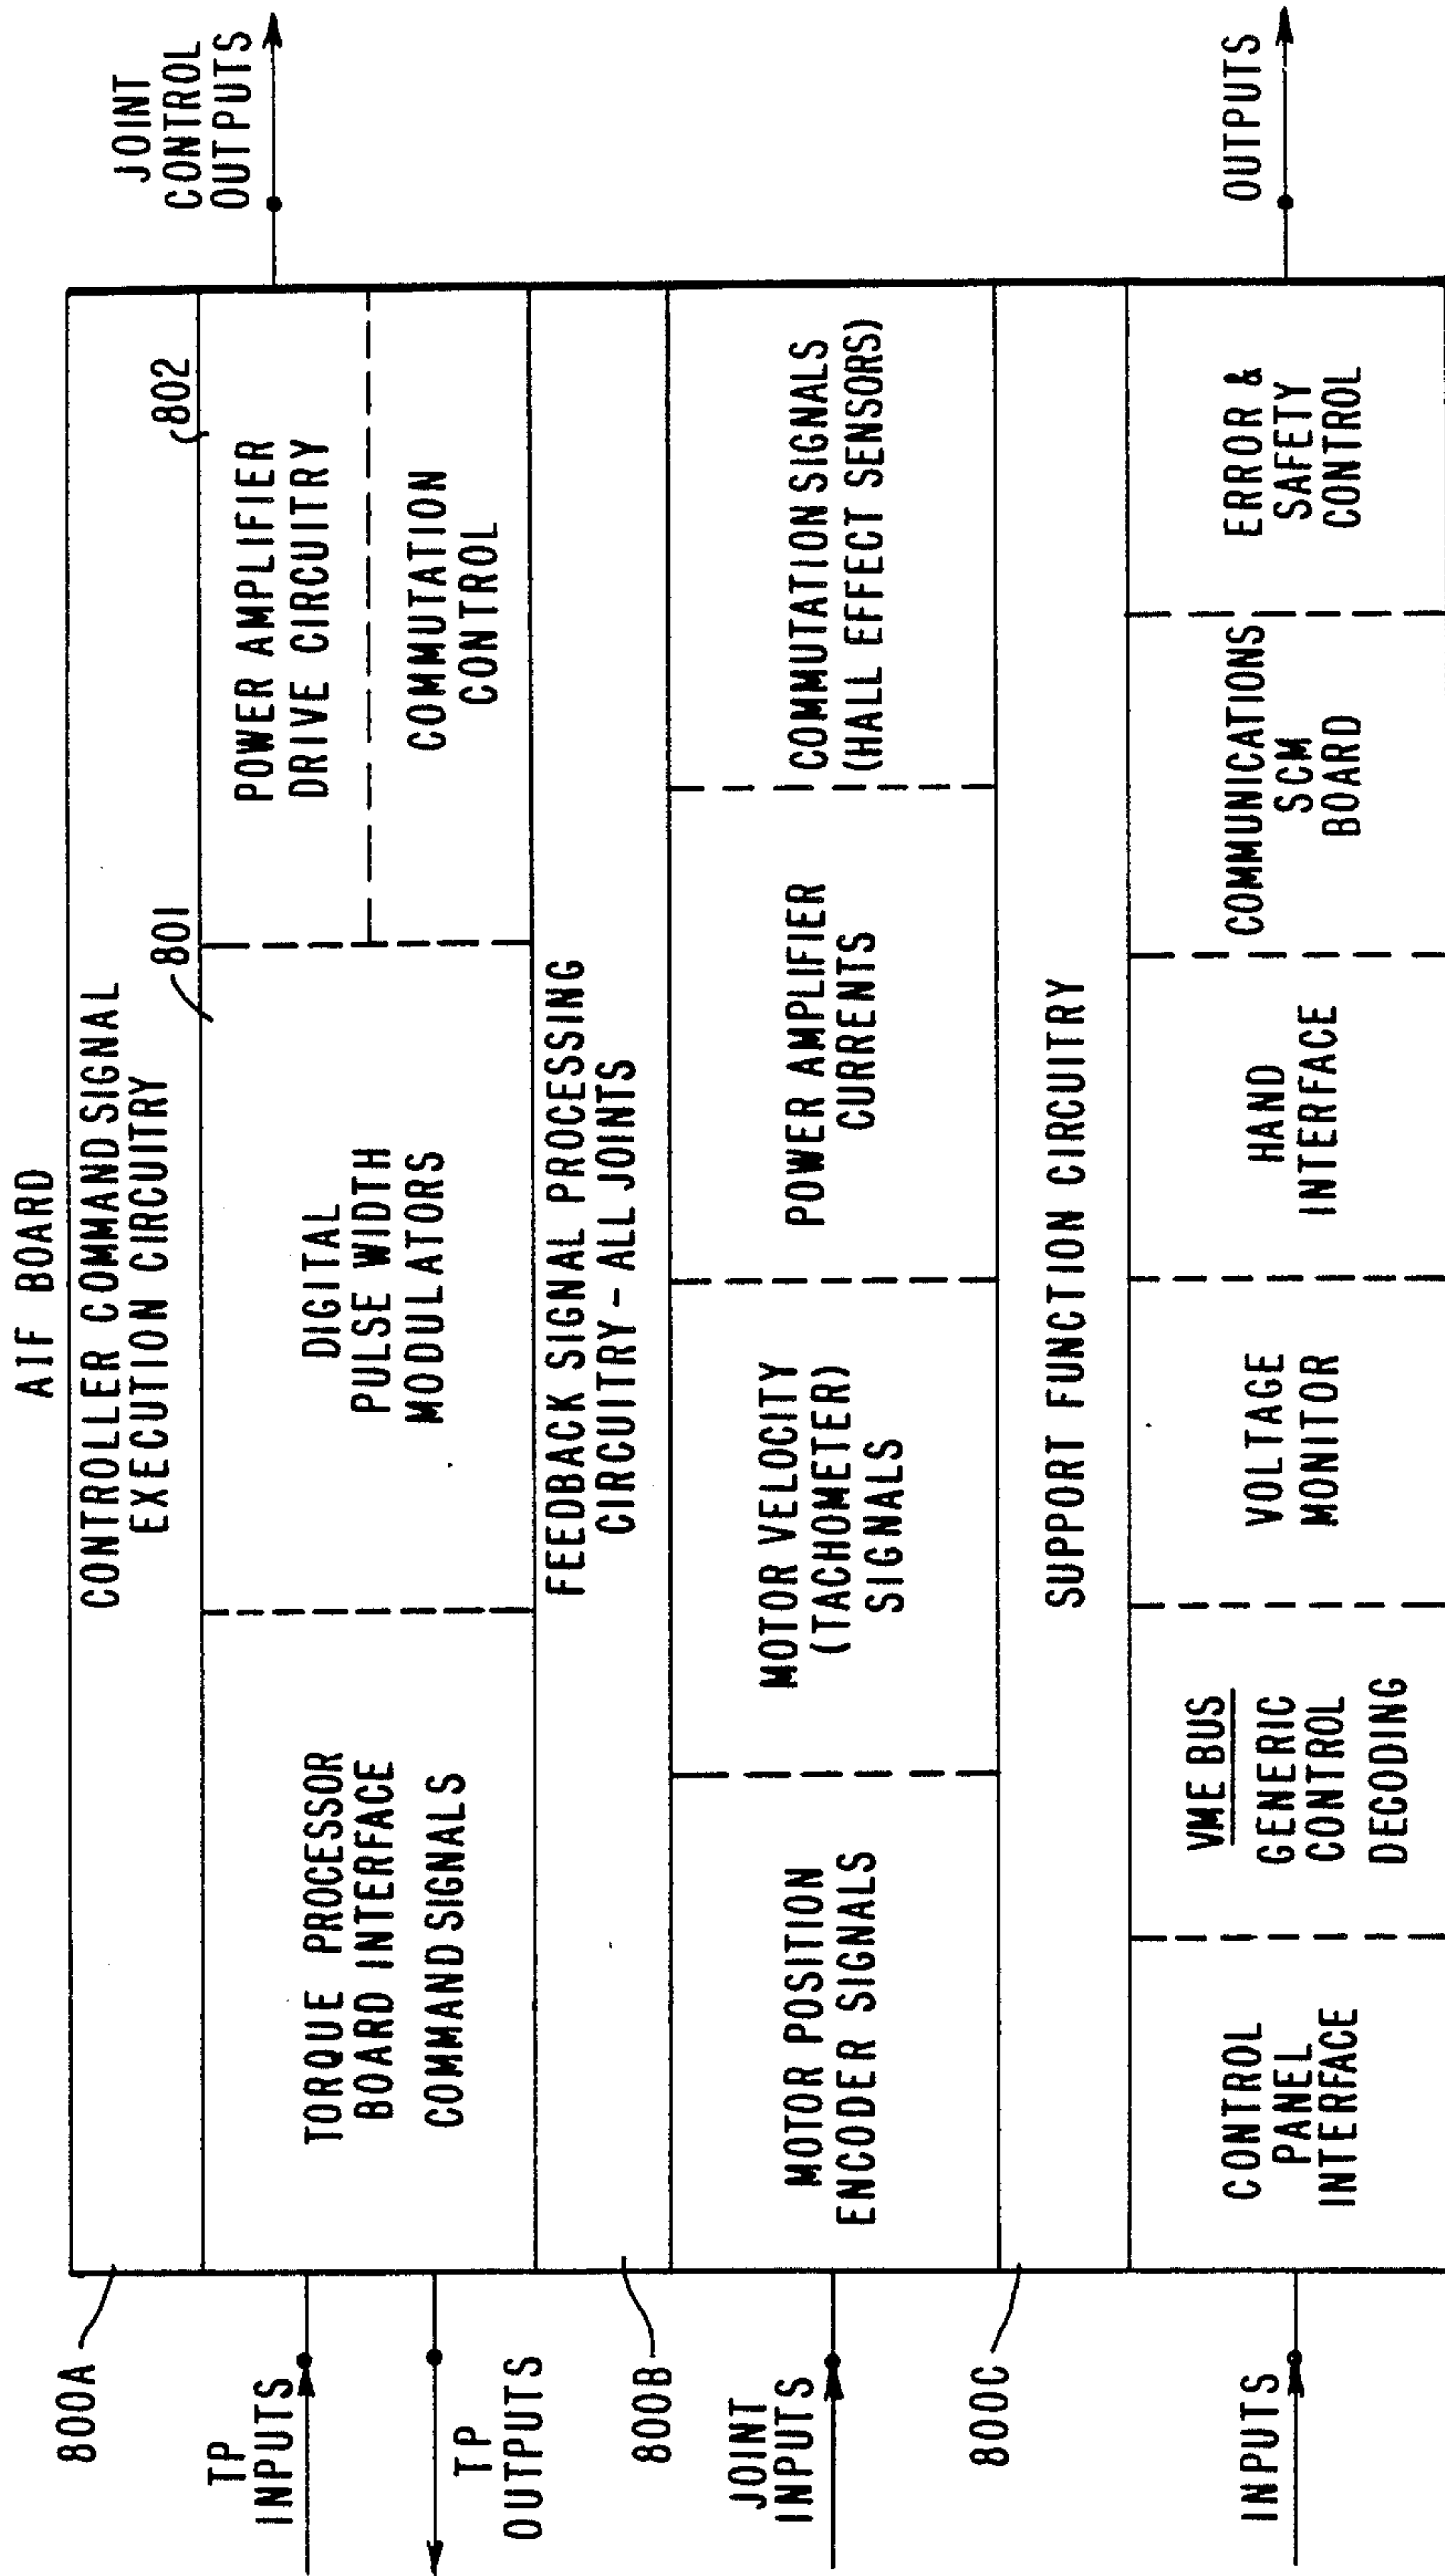 AIF BOARD
800A
CONTROLLER COMMAND SIGNAL
EXECUTION CIRCUITRY
801
802
TP
INPUTS
TP
OUTPUTS
TORQUE PROCESSOR
BOARD INTERFACE
COMMAND SIGNALS
DIGITAL
PULSE WIDTH
MODULATORS
POWER AMPLIFIER
DRIVE CIRCUITRY
COMMUTATION
CONTROL
JOINT
CONTROL
OUTPUTS
800B
FEEDBACK SIGNAL PROCESSING
CIRCUITRY - ALL JOINTS
JOINT
INPUTS
MOTOR POSITION
ENCODER SIGNALS
MOTOR VELOCITY
(TACHOMETER)
SIGNALS
POWER AMPLIFIER
CURRENTS
COMMUTATION SIGNALS
(HALL EFFECT SENSORS)
800C
SUPPORT FUNCTION CIRCUITRY
INPUTS
CONTROL
PANEL
INTERFACE
VME BUS
GENERIC
CONTROL
DECODING
VOLTAGE
MONITOR
HAND
INTERFACE
COMMUNICATIONS
SCM
BOARD
ERROR &
SAFETY
CONTROL
OUTPUTS